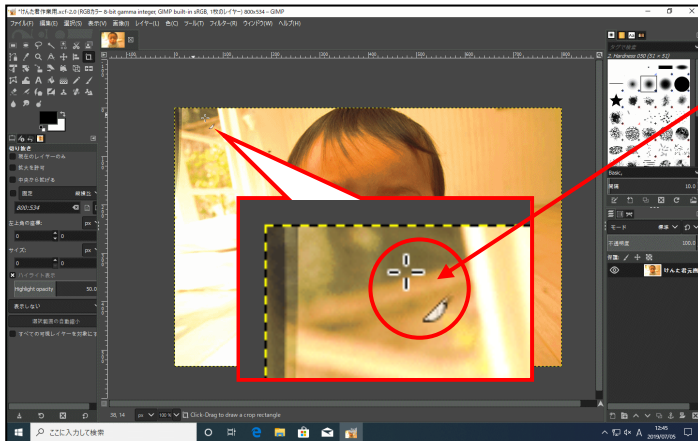 *けんた君作業用.xcf-2.0 (RGBカラー 8-bit gamma integer, GIMP built-in sRGB, 1枚のレイヤー) 800x534 – GIMP
ファイル(F) 編集(E) 選択(S) 表示(V) 画像(I) レイヤー(L) 色(C) ツール(T) フィルター(R) ウィンドウ(W) ヘルプ(H)
切り抜き
現在のレイヤーのみ
拡大を許可
中央から拡げる
固定 縦横比
800:534
左上角の座標: px
0 0
サイズ: px
0 0
ハイライト表示
Highlight opacity 50.0
表示しない
選択範囲の自動縮小
すべての可視レイヤーを対象にす
タブで検索
2. Hardness 050 (51 × 51)
Basic,
間隔 10.0
モード 標準
不透明度 100.0
保護:
けんた君元画
38, 14 px 100 % Click-Drag to draw a crop rectangle
ここに入力して検索
A
12:45
2019/07/05